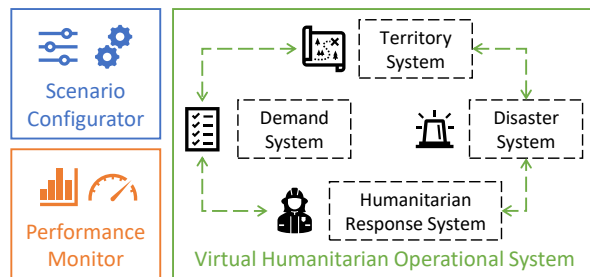 Scenario
Configurator
Performance
Monitor
Territory
System
Demand
System
Disaster
System
Humanitarian
Response System
Virtual Humanitarian Operational System